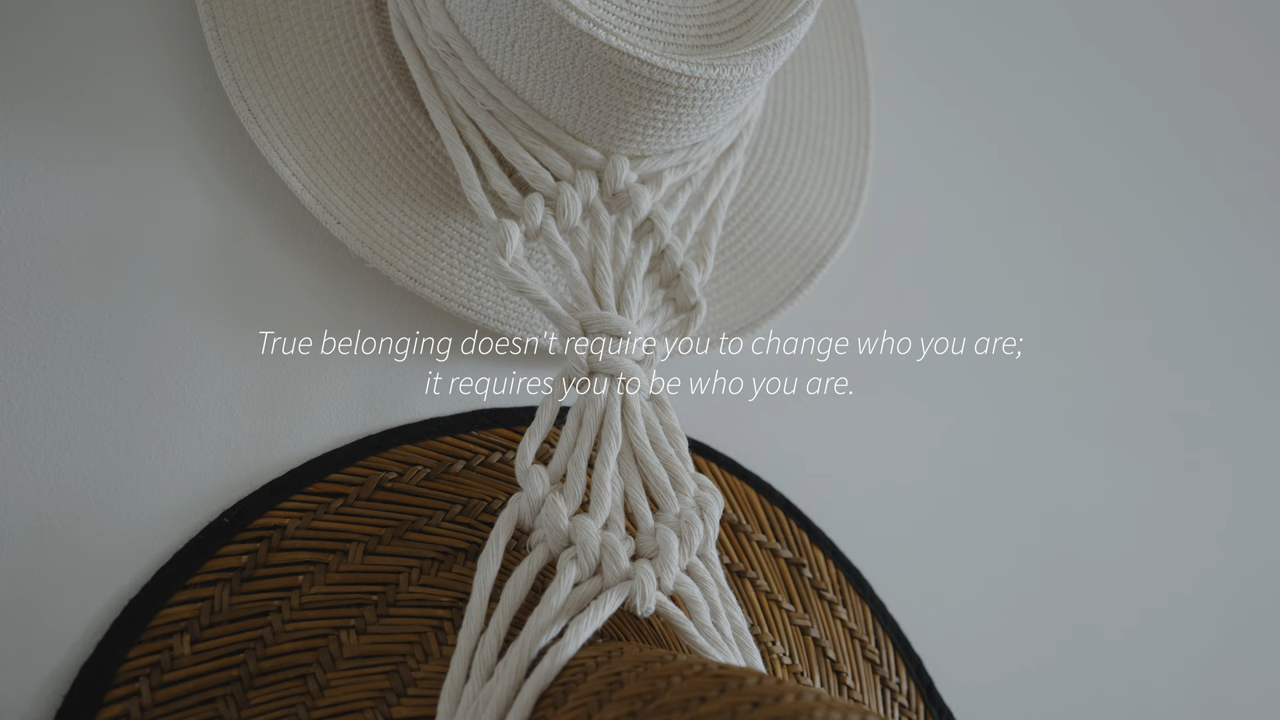 True belonging doesn't require you to change who you are;
it requires you to be who you are.